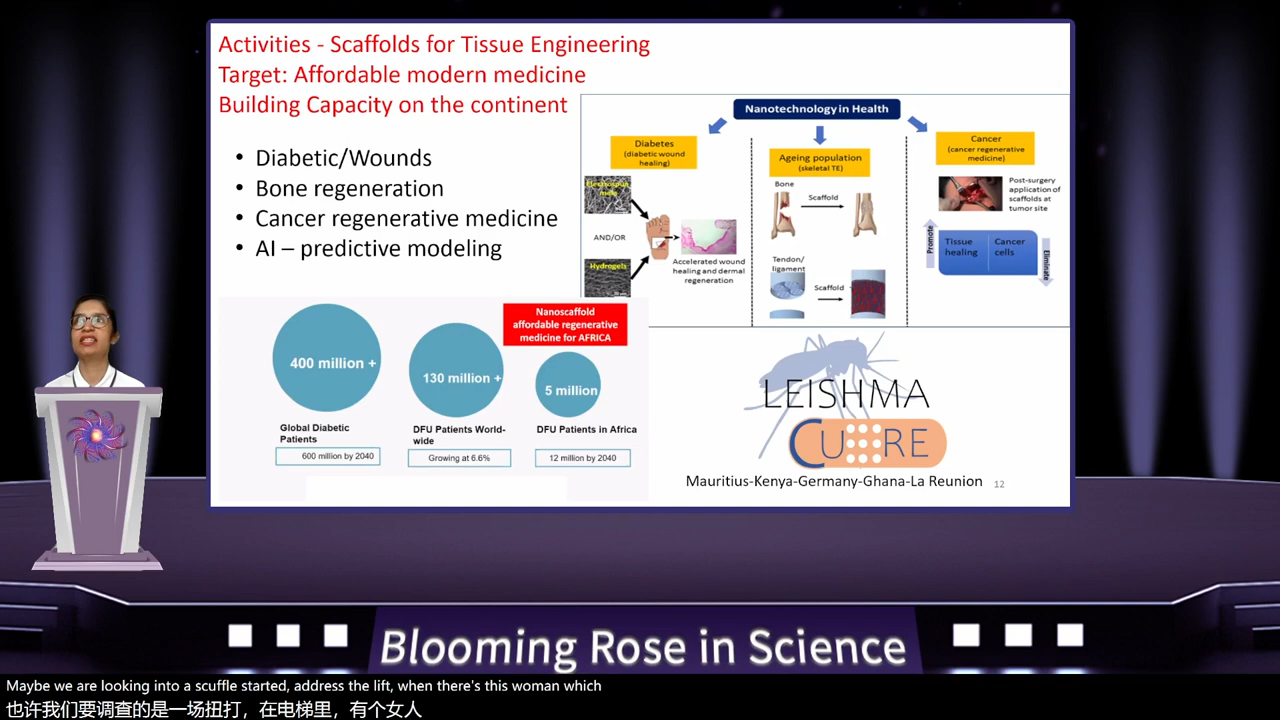 Activities - Scaffolds for Tissue Engineering
Target: Affordable modern medicine
Building Capacity on the continent
• Diabetic/Wounds
• Bone regeneration
• Cancer regenerative medicine
• AI – predictive modeling
Nanotechnology in Health
Diabetes
(diabetic wound
healing)
AND/OR
Hydrogels
Accelerated wound
healing and dermal
regeneration
Ageing population
(skeletal TE)
Bone
Scaffold
Tendon/
ligament
Scaffold
Cancer
(cancer regenerative
medicine)
Post-surgery
application of
scaffolds at
tumor site
Promote
Tissue
healing
Cancer
cells
Eliminate
Nanoscaffold
affordable regenerative
medicine for AFRICA
400 million +
130 million +
5 million
Global Diabetic
Patients
DFU Patients World-
wide
DFU Patients in Africa
600 million by 2040
Growing at 6.6%
12 million by 2040
LEISHMA
CURE
Mauritius-Kenya-Germany-Ghana-La Reunion
12
Blooming Rose in Science
Maybe we are looking into a scuffle started, address the lift, when there's this woman which
也许我们要调查的是一场扭打，在电梯里，有个女人